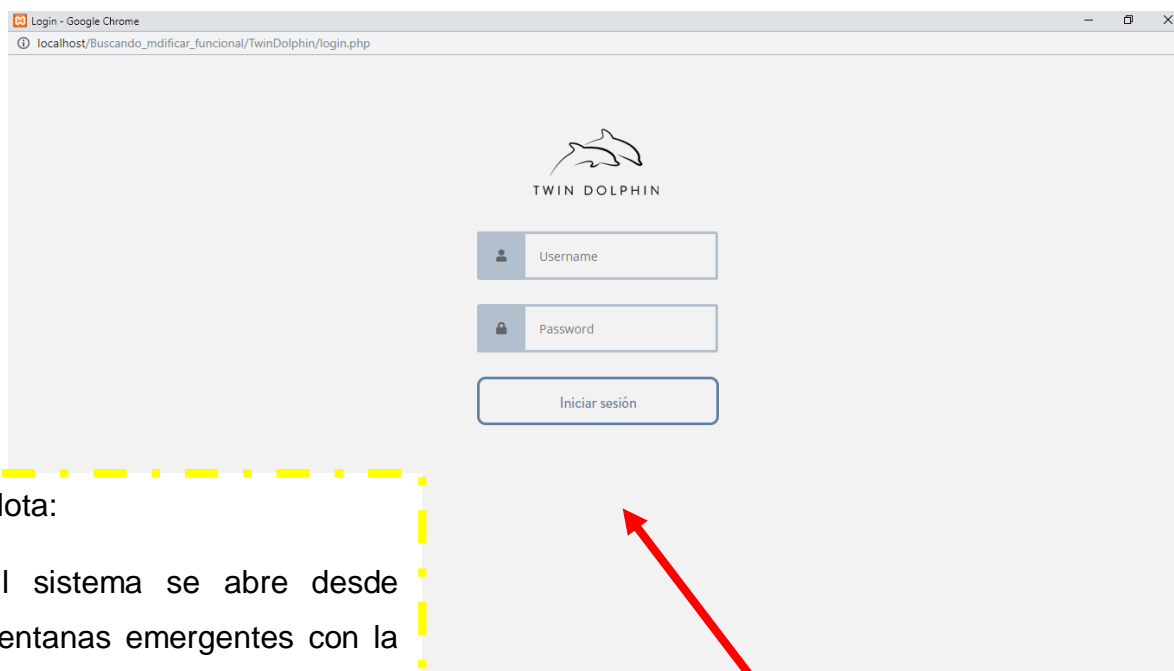 Login - Google Chrome
localhost/Buscando_mdificar_funcional/TwinDolphin/login.php
TWIN DOLPHIN
Username
Password
Iniciar sesión
ota:
l sistema se abre desde
entanas emergentes con la